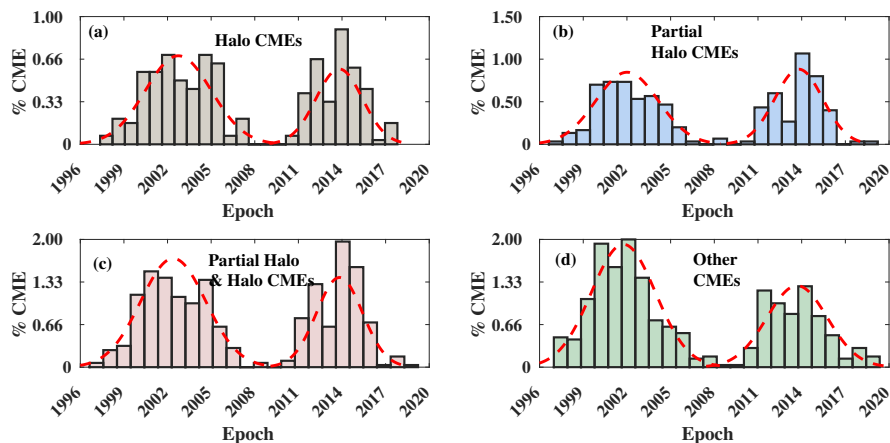 (a)
Halo CMEs
% CME
1.00
0.66
0.33
0
1996
1999
2002
2005
2008
2011
2014
2017
2020
Epoch
(b)
Partial
Halo CMEs
% CME
1.50
1.00
0.50
0
1996
1999
2002
2005
2008
2011
2014
2017
2020
Epoch
(c)
Partial Halo
& Halo CMEs
% CME
2.00
1.33
0.66
0
1996
1999
2002
2005
2008
2011
2014
2017
2020
Epoch
(d)
Other
CMEs
% CME
2.00
1.33
0.66
0
1996
1999
2002
2005
2008
2011
2014
2017
2020
Epoch